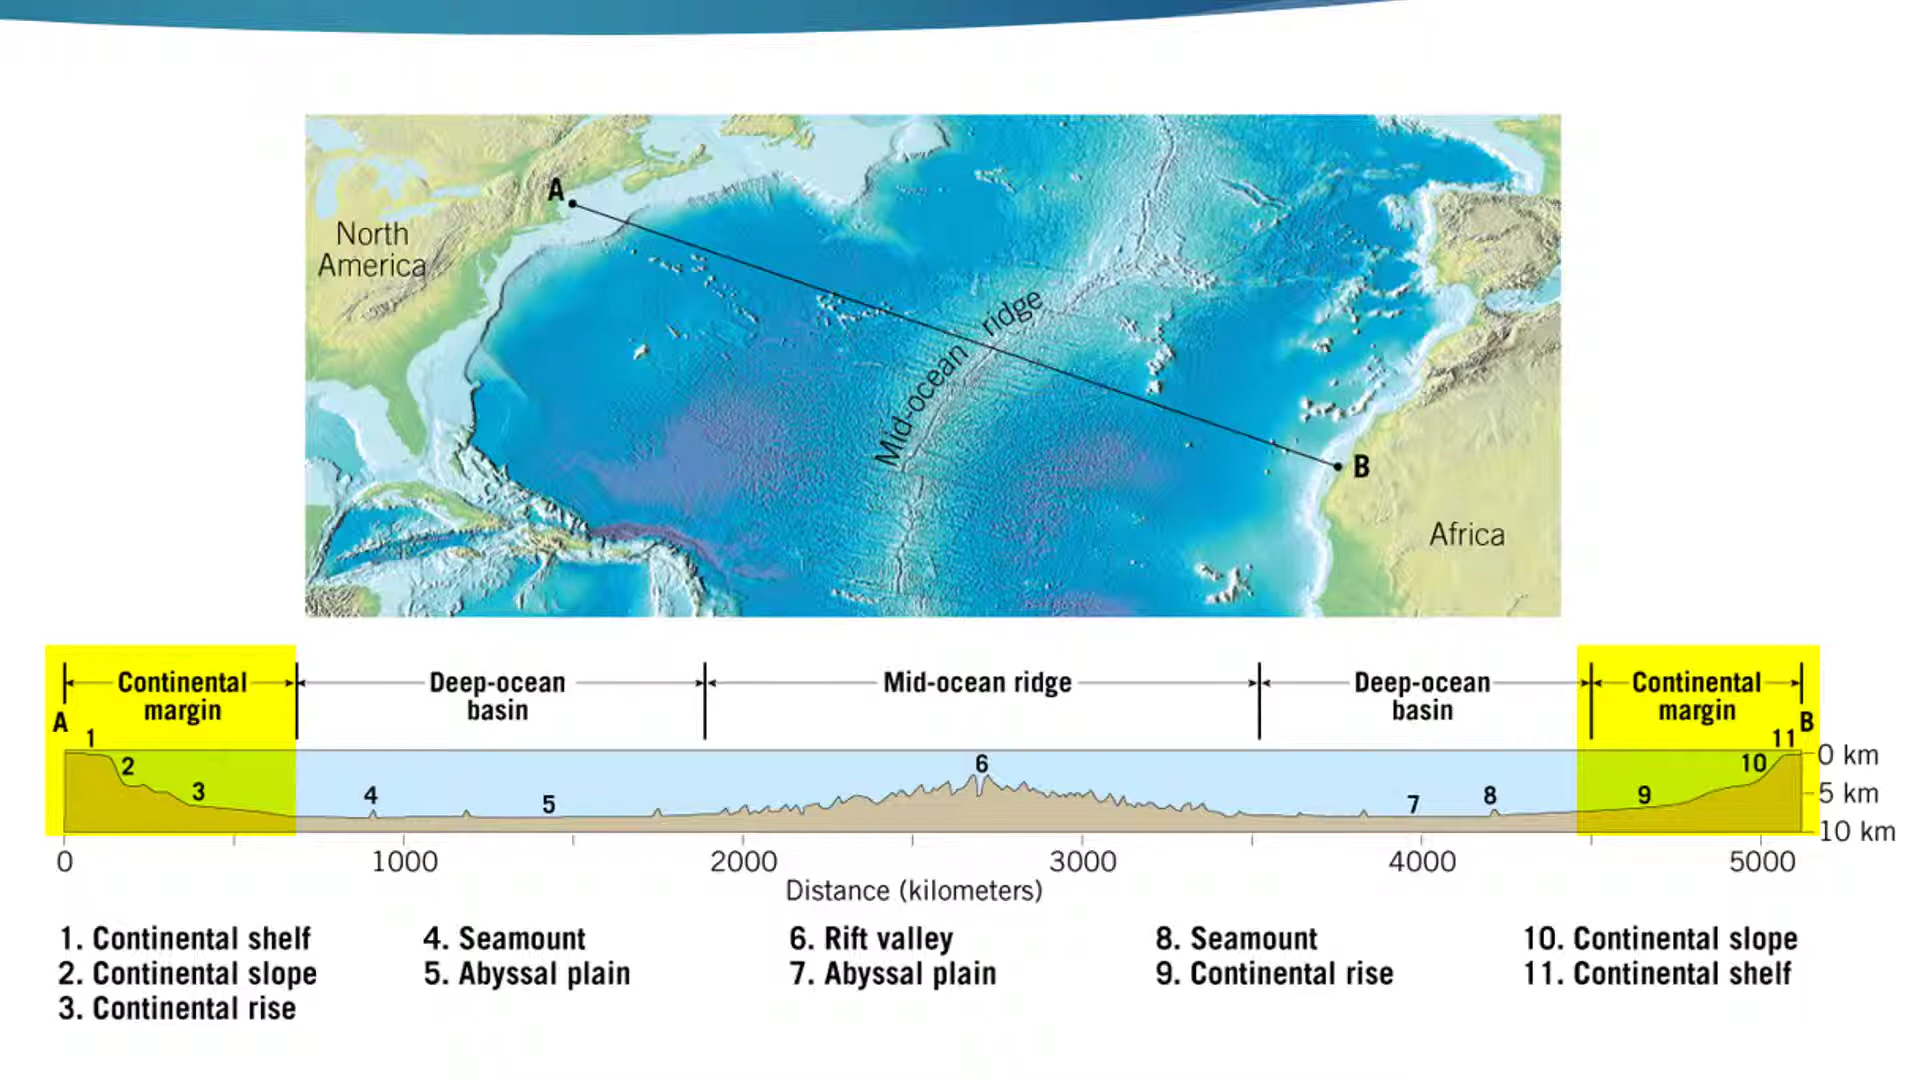 A
North
America
Mid-ocean ridge
B
Africa
Continental
margin
Deep-ocean
basin
Mid-ocean ridge
Deep-ocean
basin
Continental
margin
A
B
1
2
3
4
5
6
7
8
9
10
11
0 km
5 km
10 km
0 1000 2000 3000 4000 5000
Distance (kilometers)
1. Continental shelf
2. Continental slope
3. Continental rise
4. Seamount
5. Abyssal plain
6. Rift valley
7. Abyssal plain
8. Seamount
9. Continental rise
10. Continental slope
11. Continental shelf